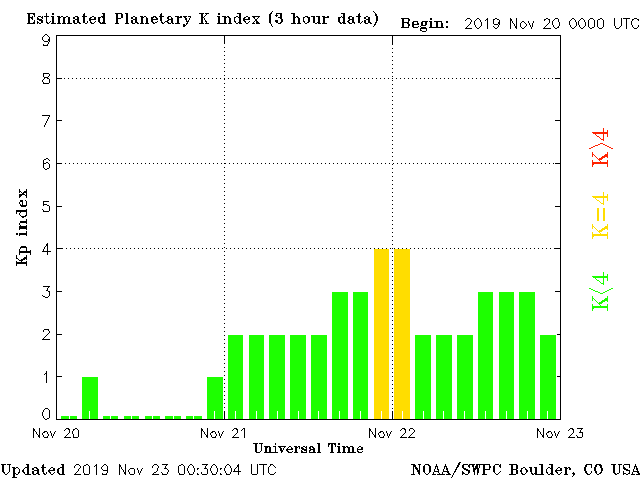 Estimated Planetary K index (3 hour data) Begin: 2019 Nov 20 0000 UTC
9
8
7
6
5
4
3
2
1
0
Kp index
K>4
K=4
K<4
Nov 20 Nov 21 Nov 22 Nov 23
Universal Time
Updated 2019 Nov 23 00:30:04 UTC NOAA/SWPC Boulder, CO USA